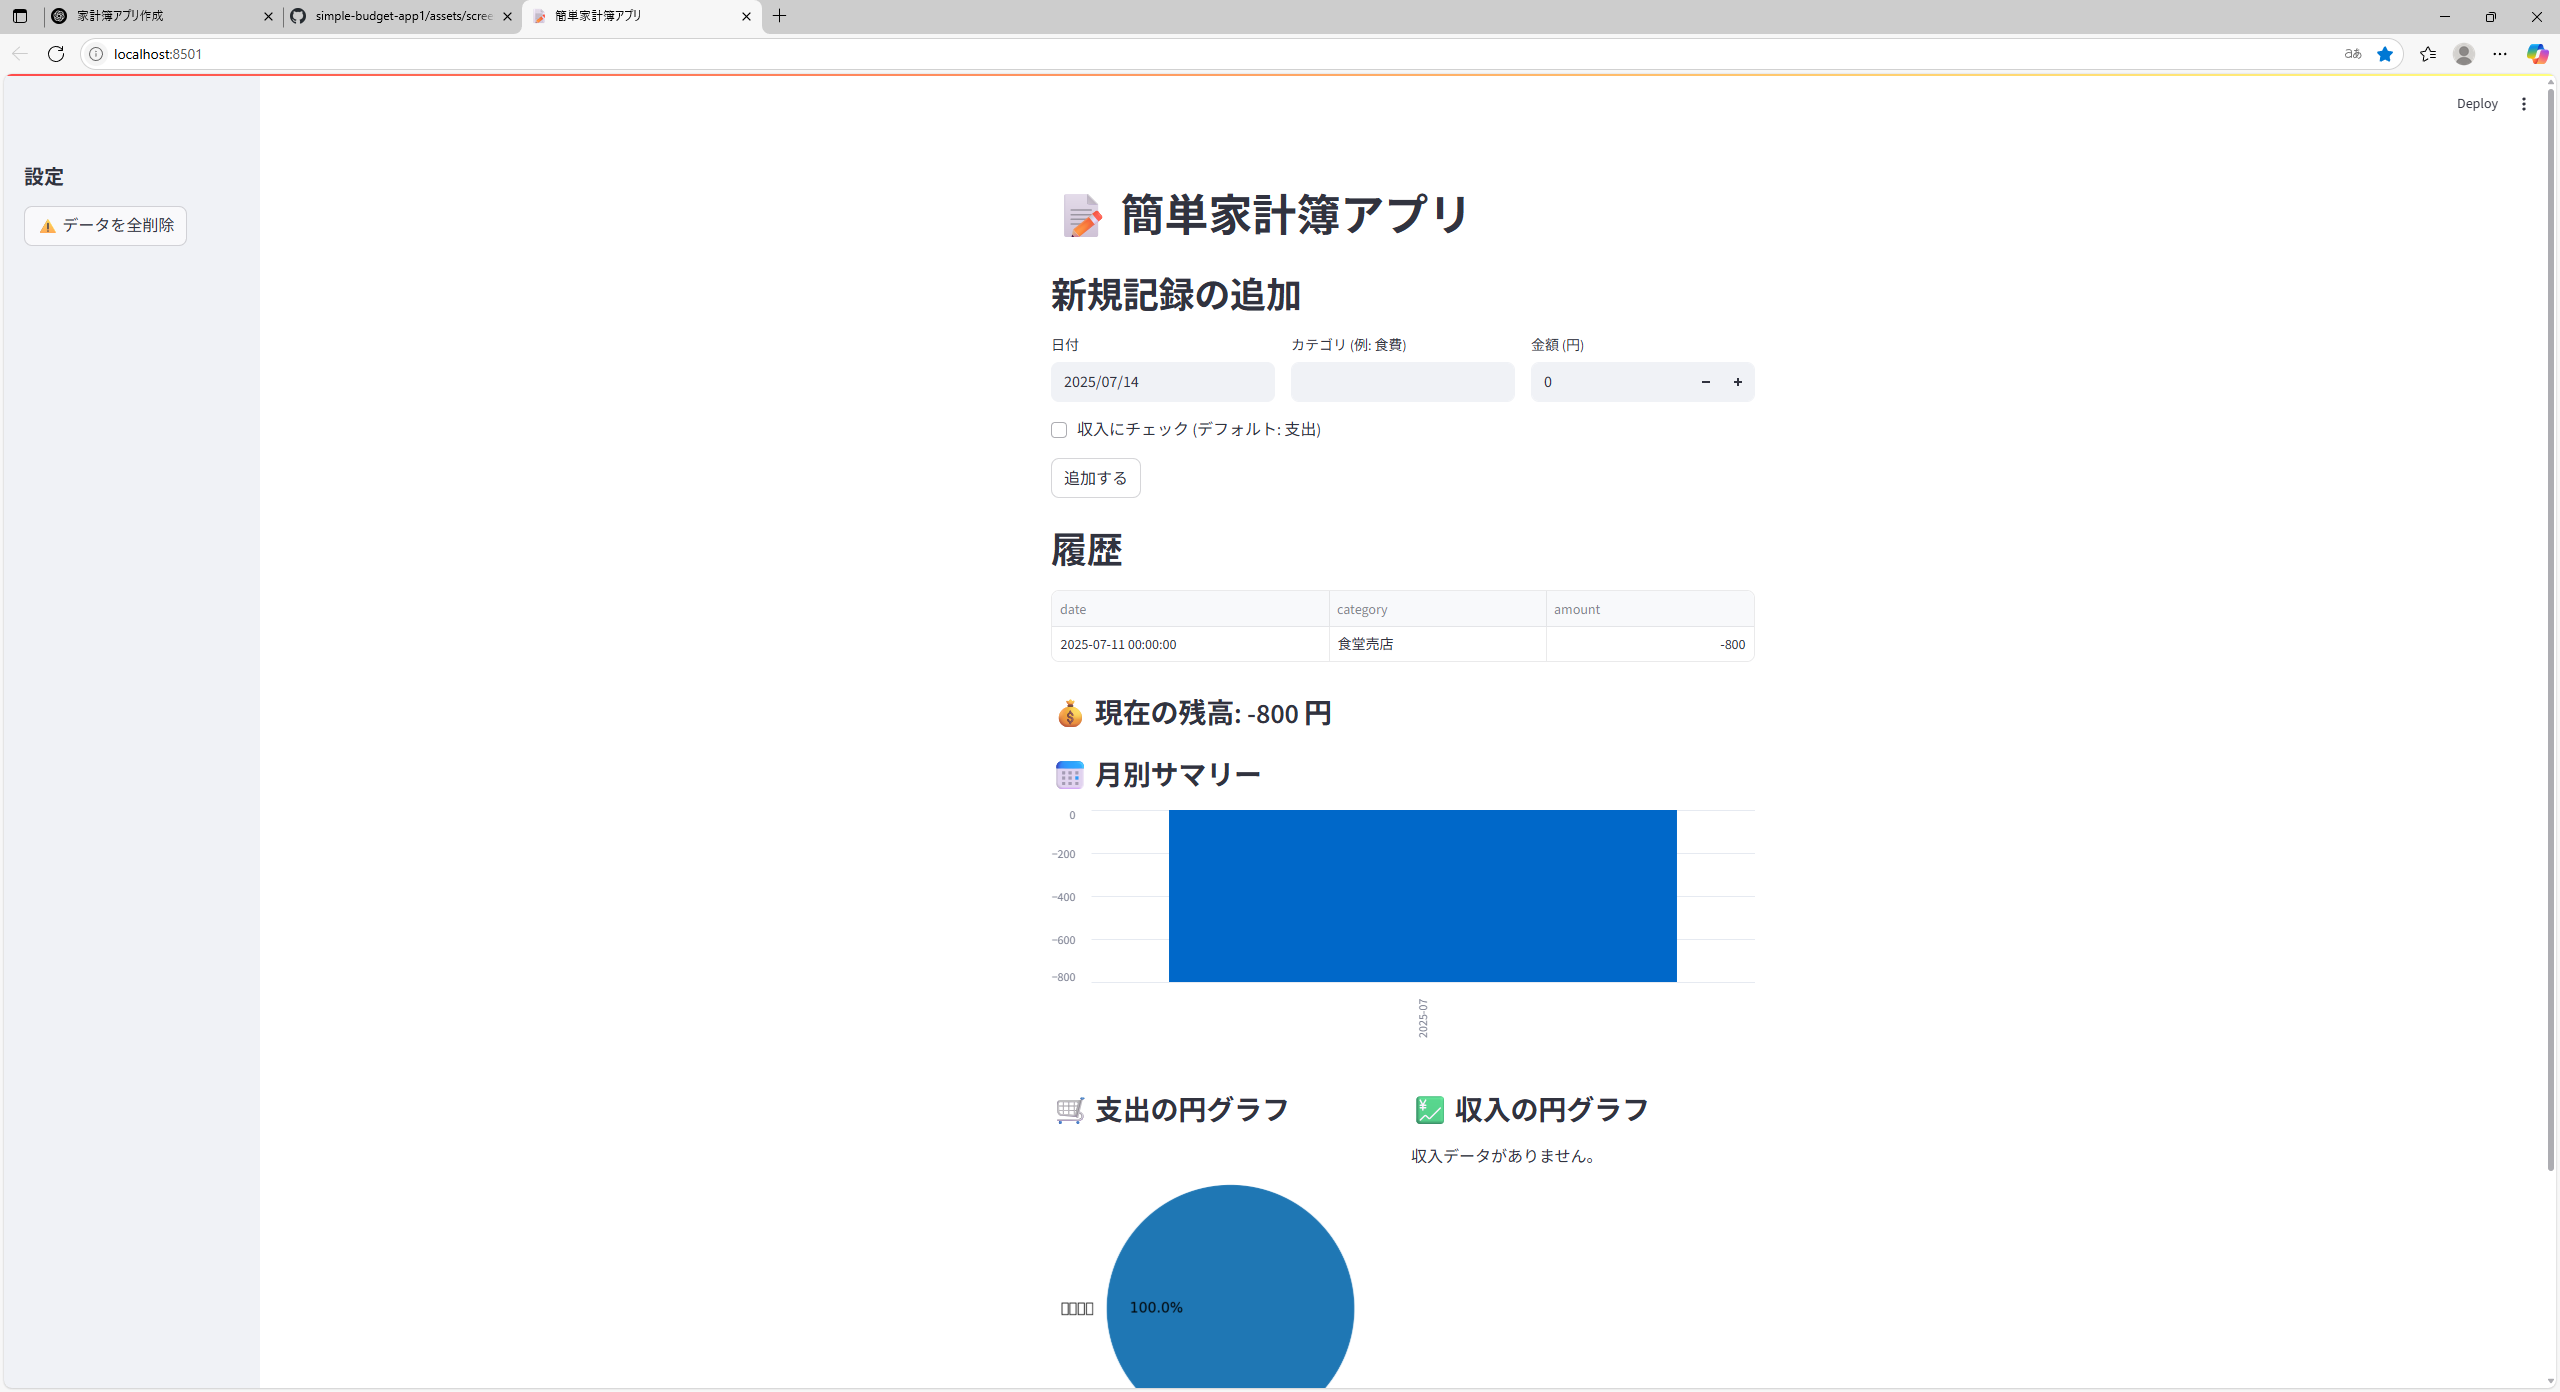 家計簿アプリ作成
simple-budget-app1/assets/scree
簡単家計簿アプリ
localhost:8501
aあ
Deploy
設定
データを全削除
簡単家計簿アプリ
新規記録の追加
日付
カテゴリ (例: 食費)
金額 (円)
2025/07/14
0
収入にチェック (デフォルト: 支出)
追加する
履歴
date category amount
2025-07-11 00:00:00 食堂売店 -800
現在の残高: -800 円
月別サマリー
0
−200
−400
−600
−800
2025-07
支出の円グラフ
収入の円グラフ
収入データがありません。
□□□□
100.0%